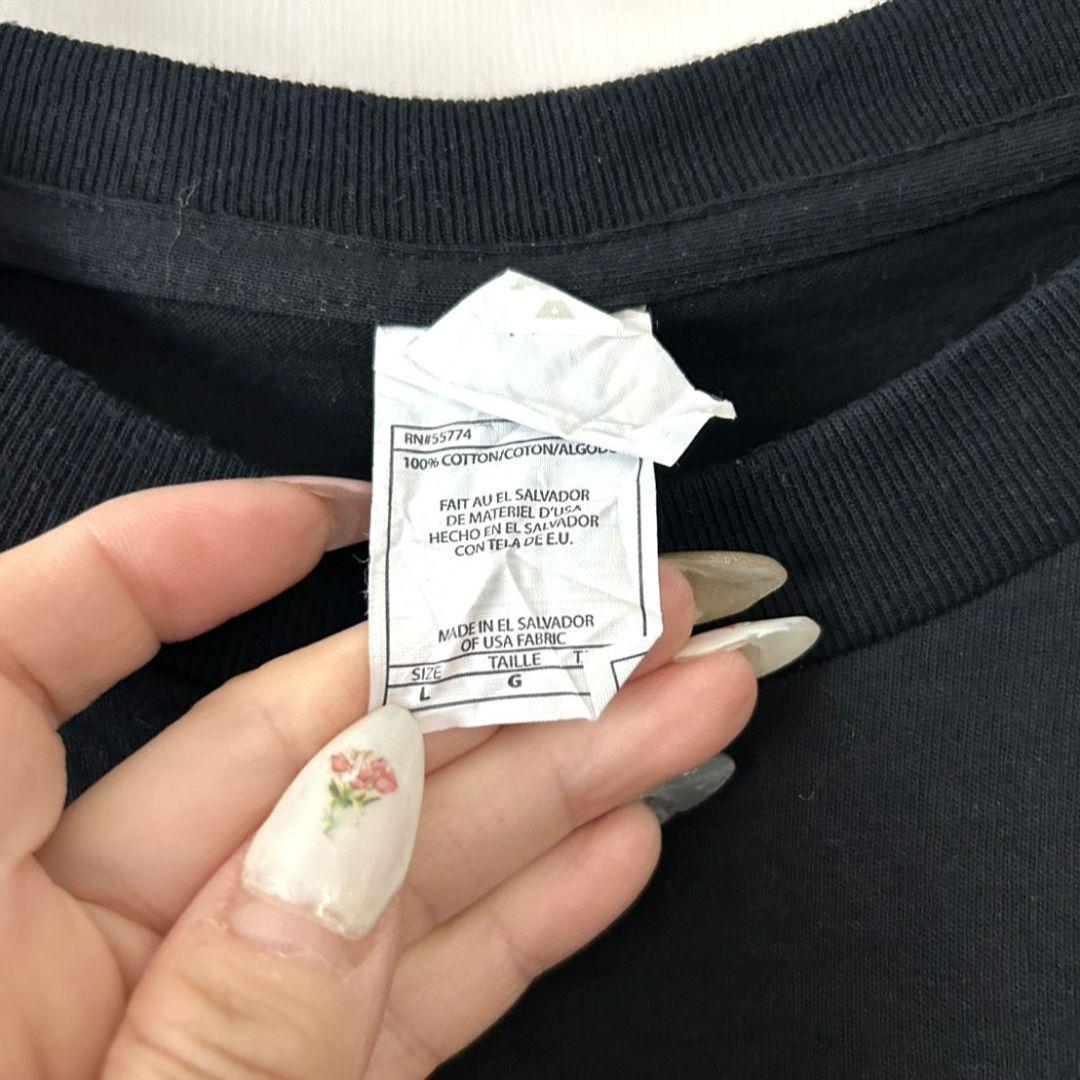 RN#55774
100% COTTON/COTON/ALGOD
FAIT AU EL SALVADOR
DE MATERIEL D'USA
HECHO EN EL SALVADOR
CON TELA DE E.U.
MADE IN EL SALVADOR
OF USA FABRIC
SIZE TAILLE T
L G